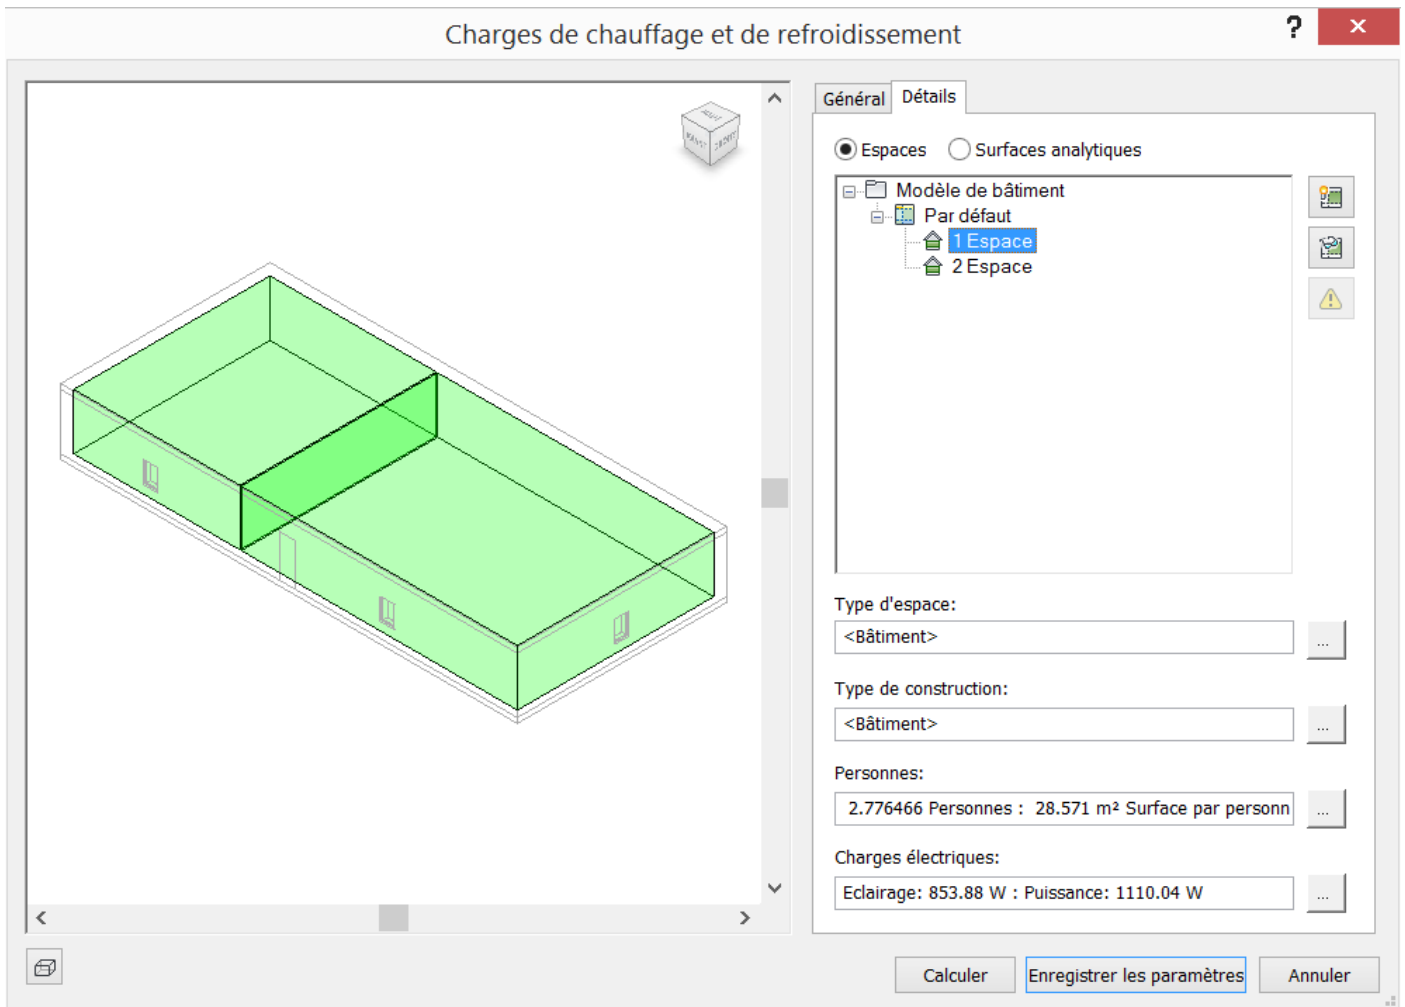 Charges de chauffage et de refroidissement
?
Général Détails
Espaces Surfaces analytiques
Modèle de bâtiment
Par défaut
1 Espace
2 Espace
Type d'espace:
<Bâtiment>
...
Type de construction:
<Bâtiment>
...
Personnes:
2.776466 Personnes : 28.571 m² Surface par personn
...
Charges électriques:
Eclairage: 853.88 W : Puissance: 1110.04 W
...
Calculer Enregistrer les paramètres Annuler